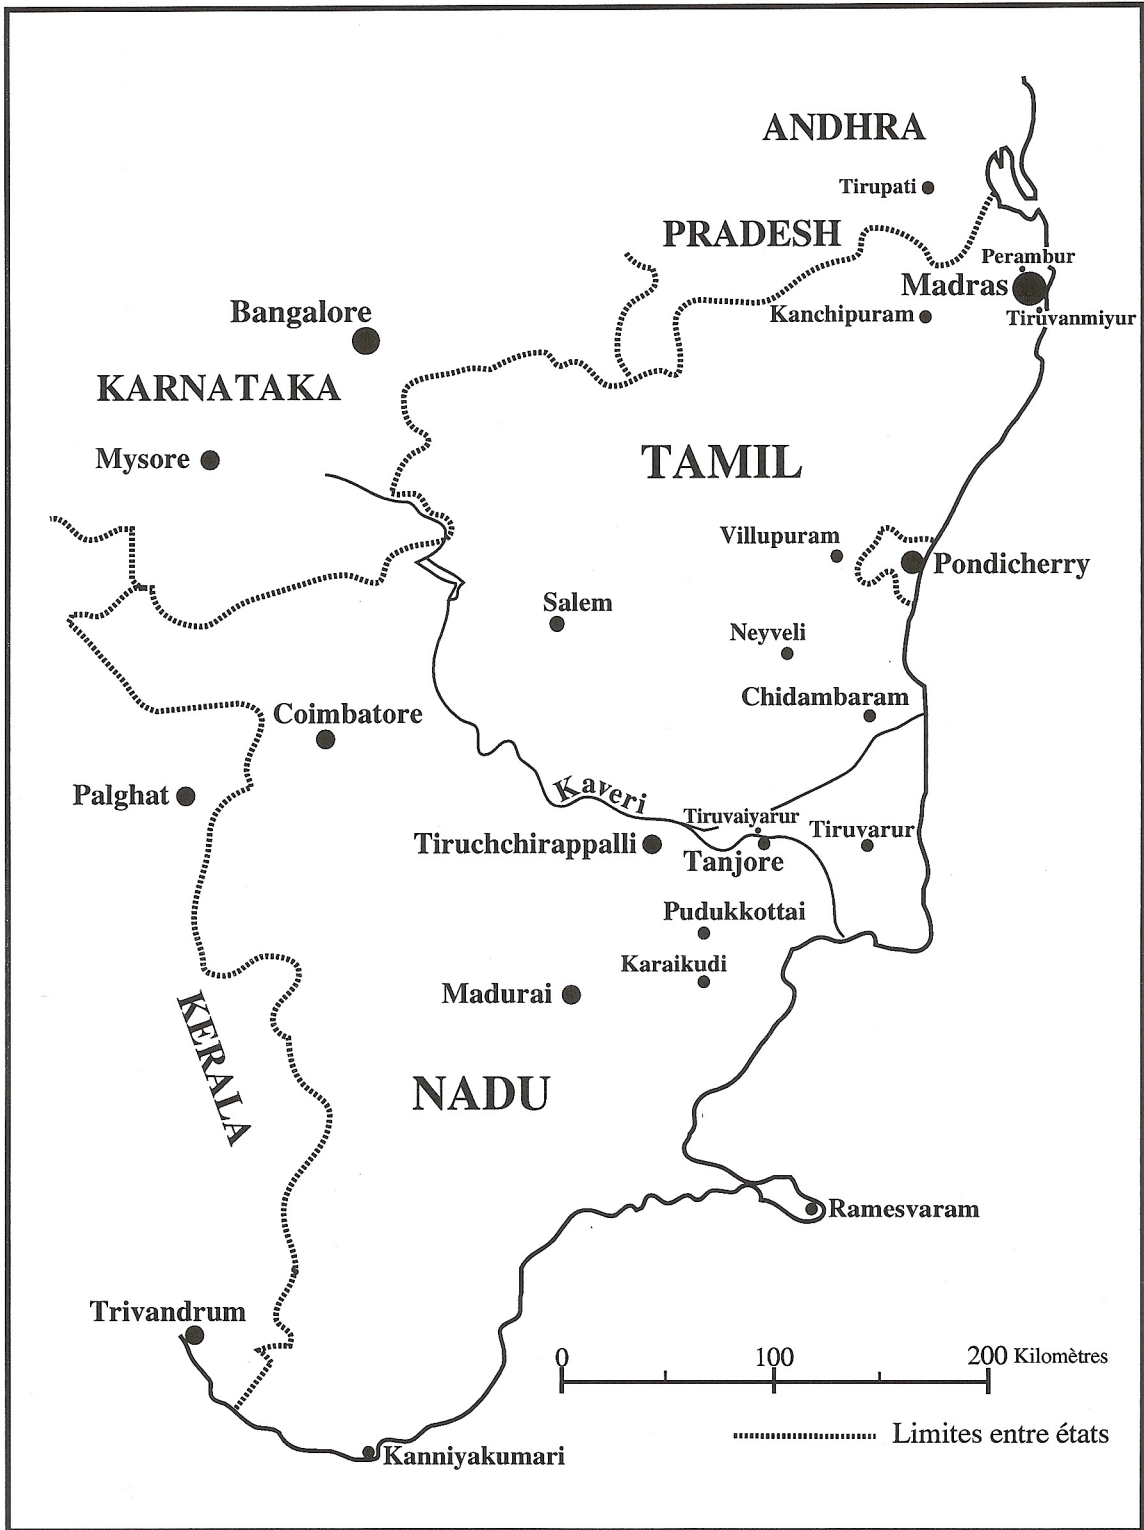 ANDHRA
Tirupati
PRADESH
Perambur
Madras
Kanchipuram
Tiruvanmiyur
Bangalore
KARNATAKA
Mysore
TAMIL
Villupuram
Pondicherry
Salem
Neyveli
Chidambaram
Coimbatore
Palghat
Kaveri
Tiruvaiyarur
Tiruvarur
Tiruchchirappalli
Tanjore
Pudukkottai
Karaikudi
Madurai
KERALA
NADU
Ramesvaram
Trivandrum
0 100 200 Kilomètres
Limites entre états
Kanniyakumari